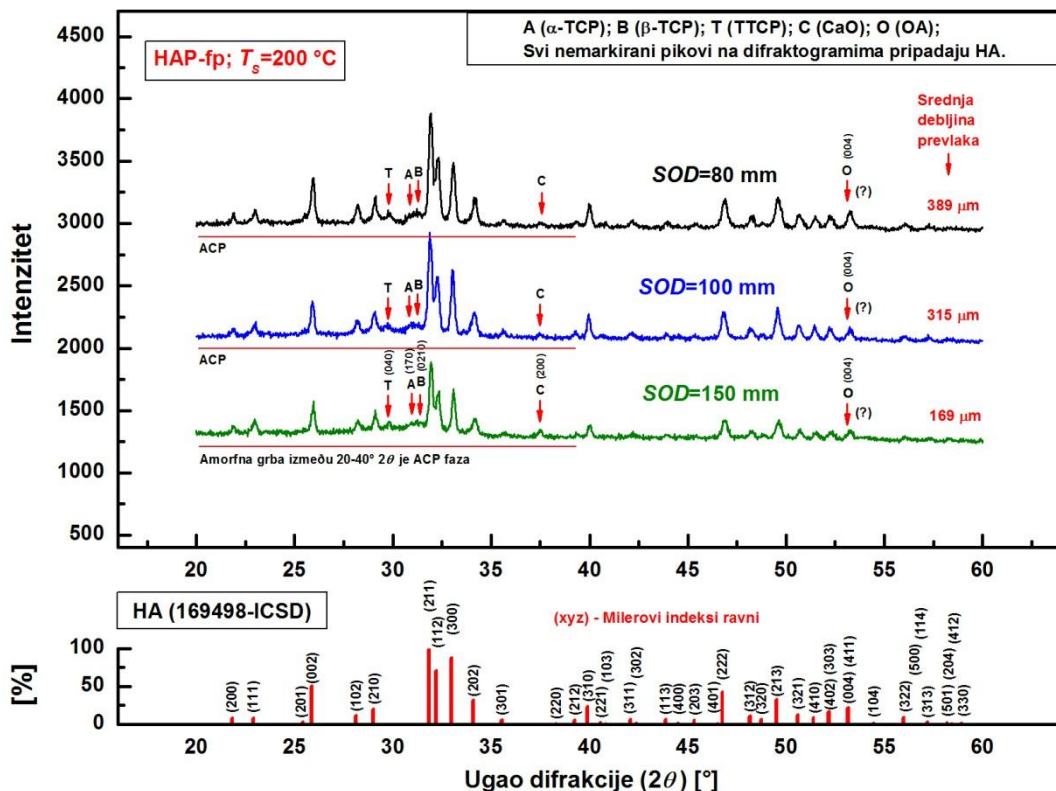 A (α-TCP); B (β-TCP); T (TTCP); C (CaO); O (OA);
Svi nemarkirani pikovi na difraktogramima pripadaju HA.
HAP-fp; T_S=200 °C
Srednja
debljina
prevlaka
Intenzitet
4500
4000
3500
3000
2500
2000
1500
1000
500
T
A
B
C
SOD=80 mm
O (004)
(?)
389 µm
ACP
T
A
B
C
SOD=100 mm
O (004)
(?)
315 µm
ACP
T (040)
A (170)
B (0210)
C (200)
SOD=150 mm
O (004)
(?)
169 µm
Amorfna grba između 20-40° 2θ je ACP faza
20 25 30 35 40 45 50 55 60
HA (169498-ICSD)
(xyz) - Milerovi indeksi ravni
[%]
100
50
0
(200) (111) (201) (002) (102) (210) (211) (112) (300) (202) (301) (220) (212) (310) (221) (103) (311) (302) (113) (400) (203) (401) (222) (312) (320) (213) (321) (410) (402) (303) (004) (411) (104) (322) (500) (114) (313) (501) (204) (412) (330)
20 25 30 35 40 45 50 55 60
Ugao difrakcije (2θ) [°]